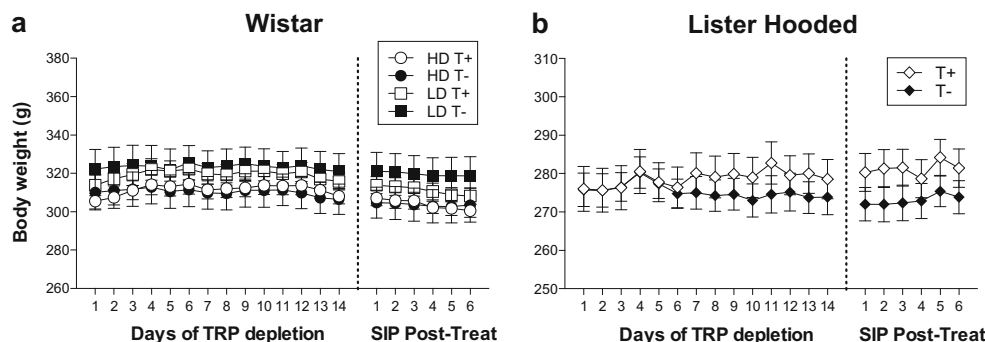 a
Wistar
380
360
340
320
300
280
260
Body weight (g)
HD T+
HD T-
LD T+
LD T-
1 2 3 4 5 6 7 8 9 10 11 12 13 14
1 2 3 4 5 6
Days of TRP depletion
SIP Post-Treat
b
Lister Hooded
310
300
290
280
270
260
250
T+
T-
1 2 3 4 5 6 7 8 9 10 11 12 13 14
1 2 3 4 5 6
Days of TRP depletion
SIP Post-Treat